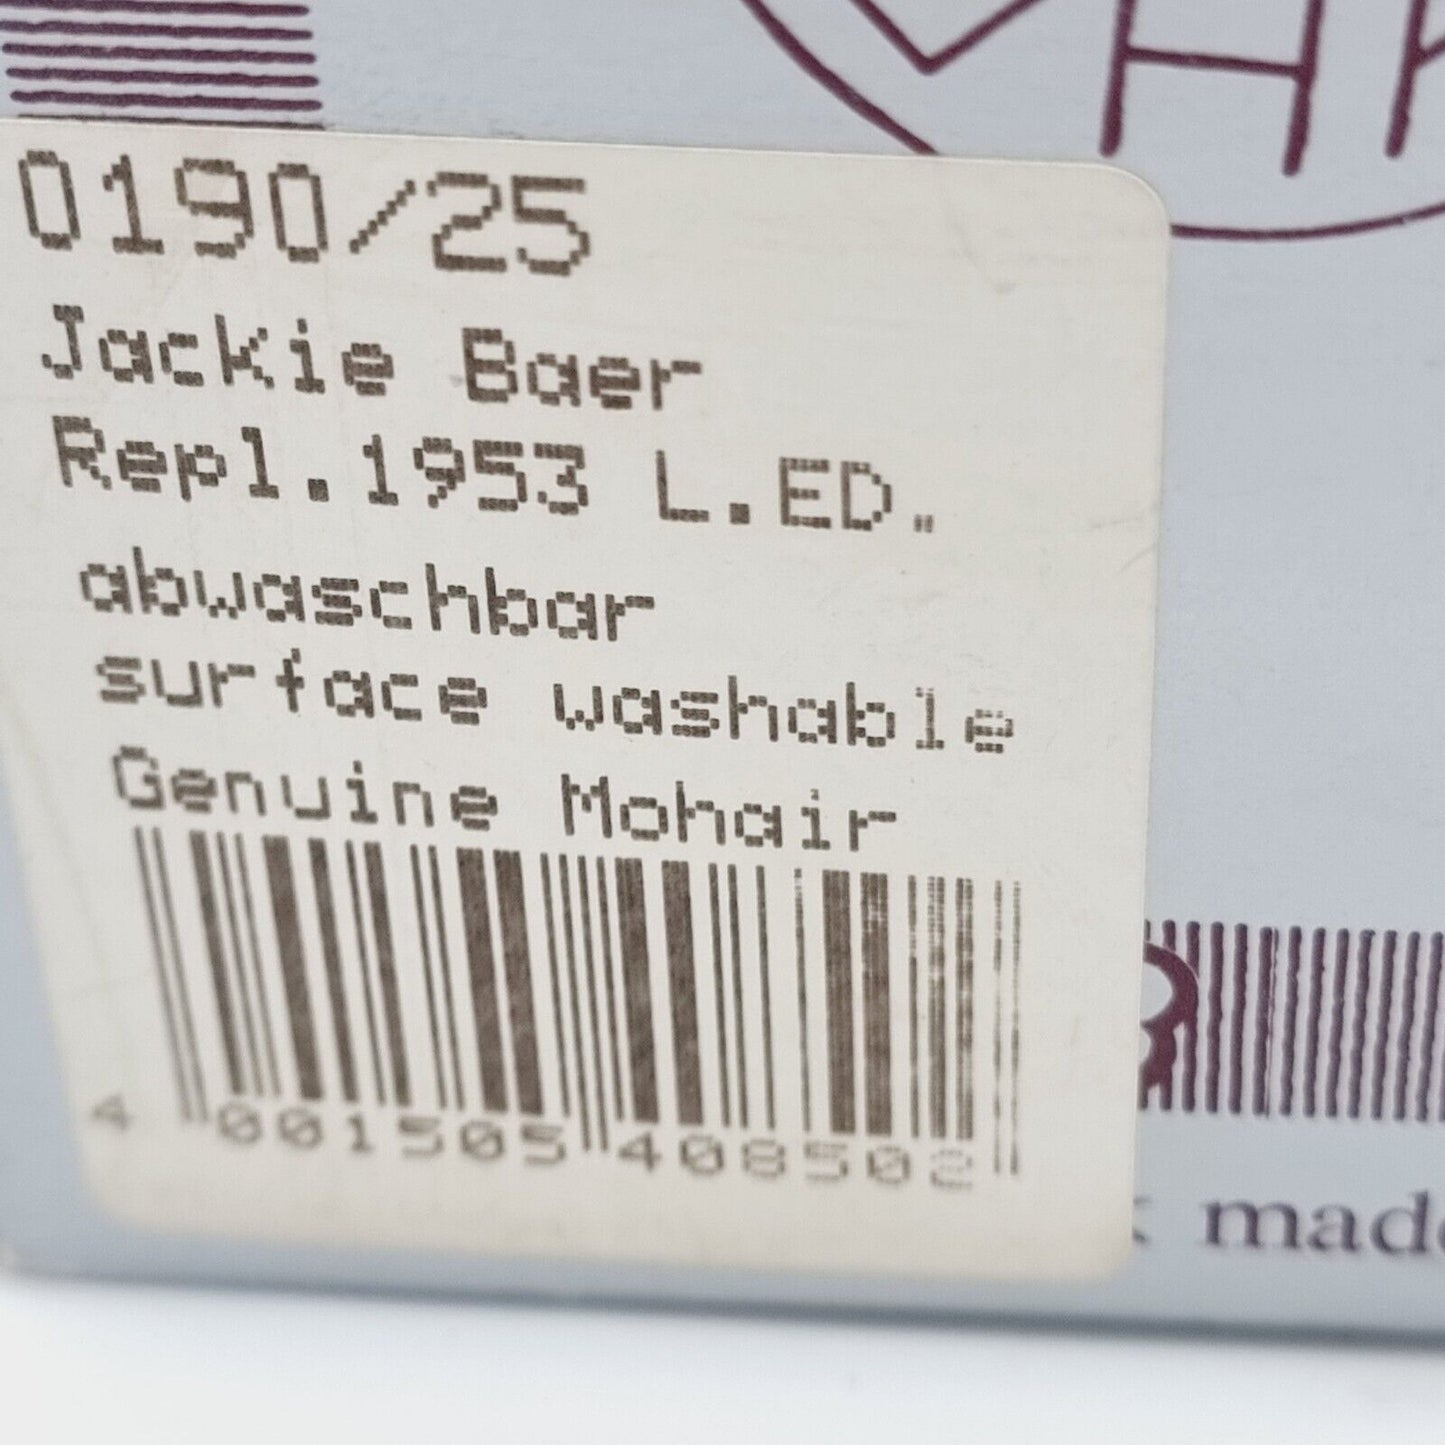 0190/25
Jackie Baer
Repl.1953 L.ED.
abwaschbar
surface washable
Genuine Mohair
4 001505 408502
made